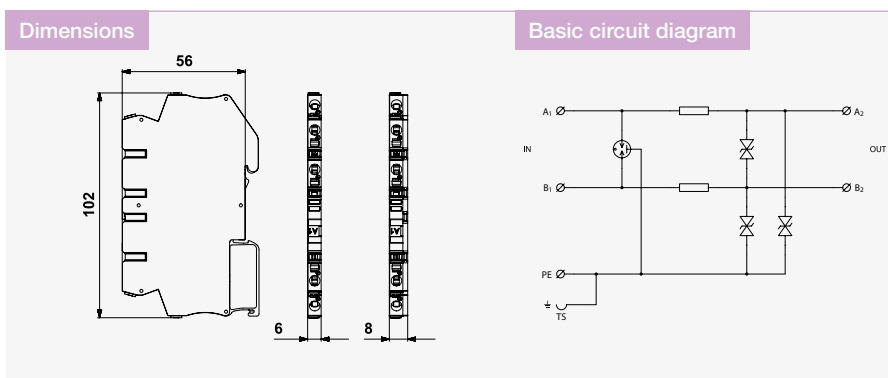 Dimensions
56
102
6
8
Basic circuit diagram
A1 A2
IN OUT
B1 B2
PE
TS